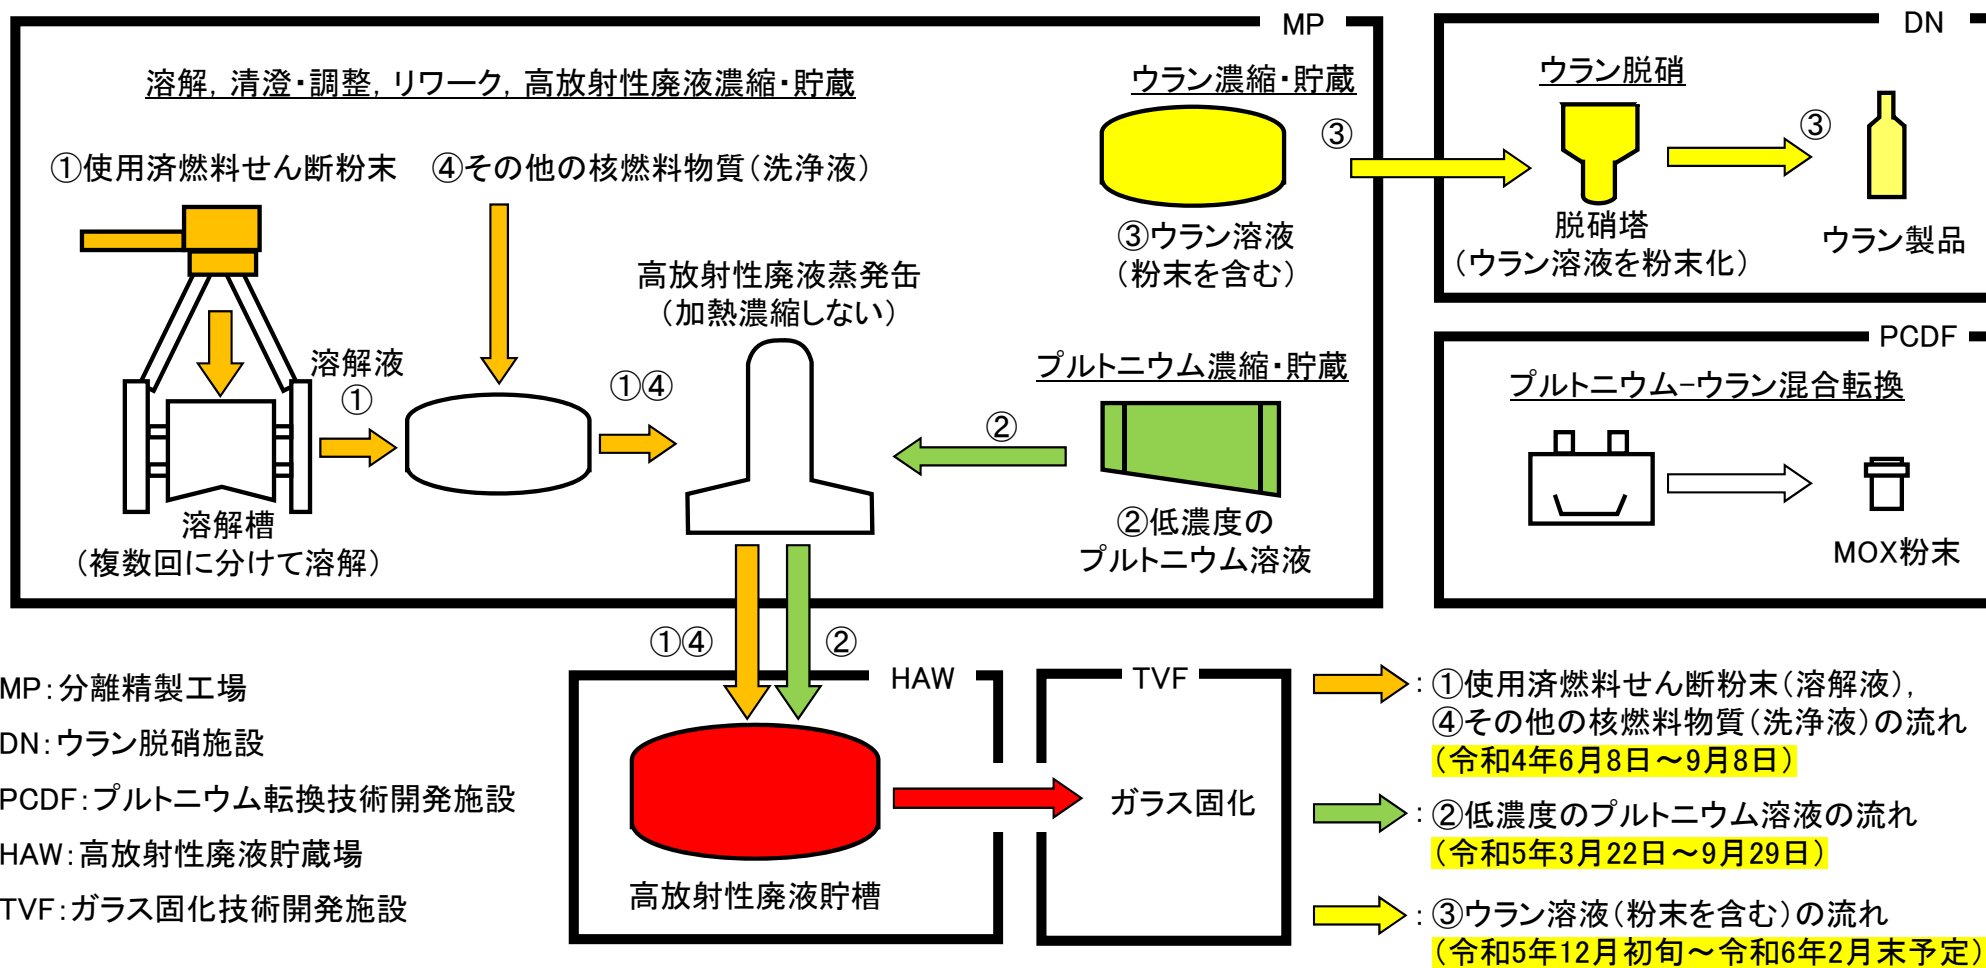 MP
溶解，清澄・調整，リワーク，高放射性廃液濃縮・貯蔵
①使用済燃料せん断粉末
④その他の核燃料物質（洗浄液）
溶解液
①
溶解槽
（複数回に分けて溶解）
①④
高放射性廃液蒸発缶
（加熱濃縮しない）
ウラン濃縮・貯蔵
③
③ウラン溶液
（粉末を含む）
プルトニウム濃縮・貯蔵
②
②低濃度の
プルトニウム溶液
DN
ウラン脱硝
③
脱硝塔
（ウラン溶液を粉末化）
ウラン製品
PCDF
プルトニウム-ウラン混合転換
MOX粉末
①④
②
HAW
高放射性廃液貯槽
TVF
ガラス固化
MP：分離精製工場
DN：ウラン脱硝施設
PCDF：プルトニウム転換技術開発施設
HAW：高放射性廃液貯蔵場
TVF：ガラス固化技術開発施設
：①使用済燃料せん断粉末（溶解液），
④その他の核燃料物質（洗浄液）の流れ
（令和4年6月8日～9月8日）
：②低濃度のプルトニウム溶液の流れ
（令和5年3月22日～9月29日）
：③ウラン溶液（粉末を含む）の流れ
（令和5年12月初旬～令和6年2月末予定）